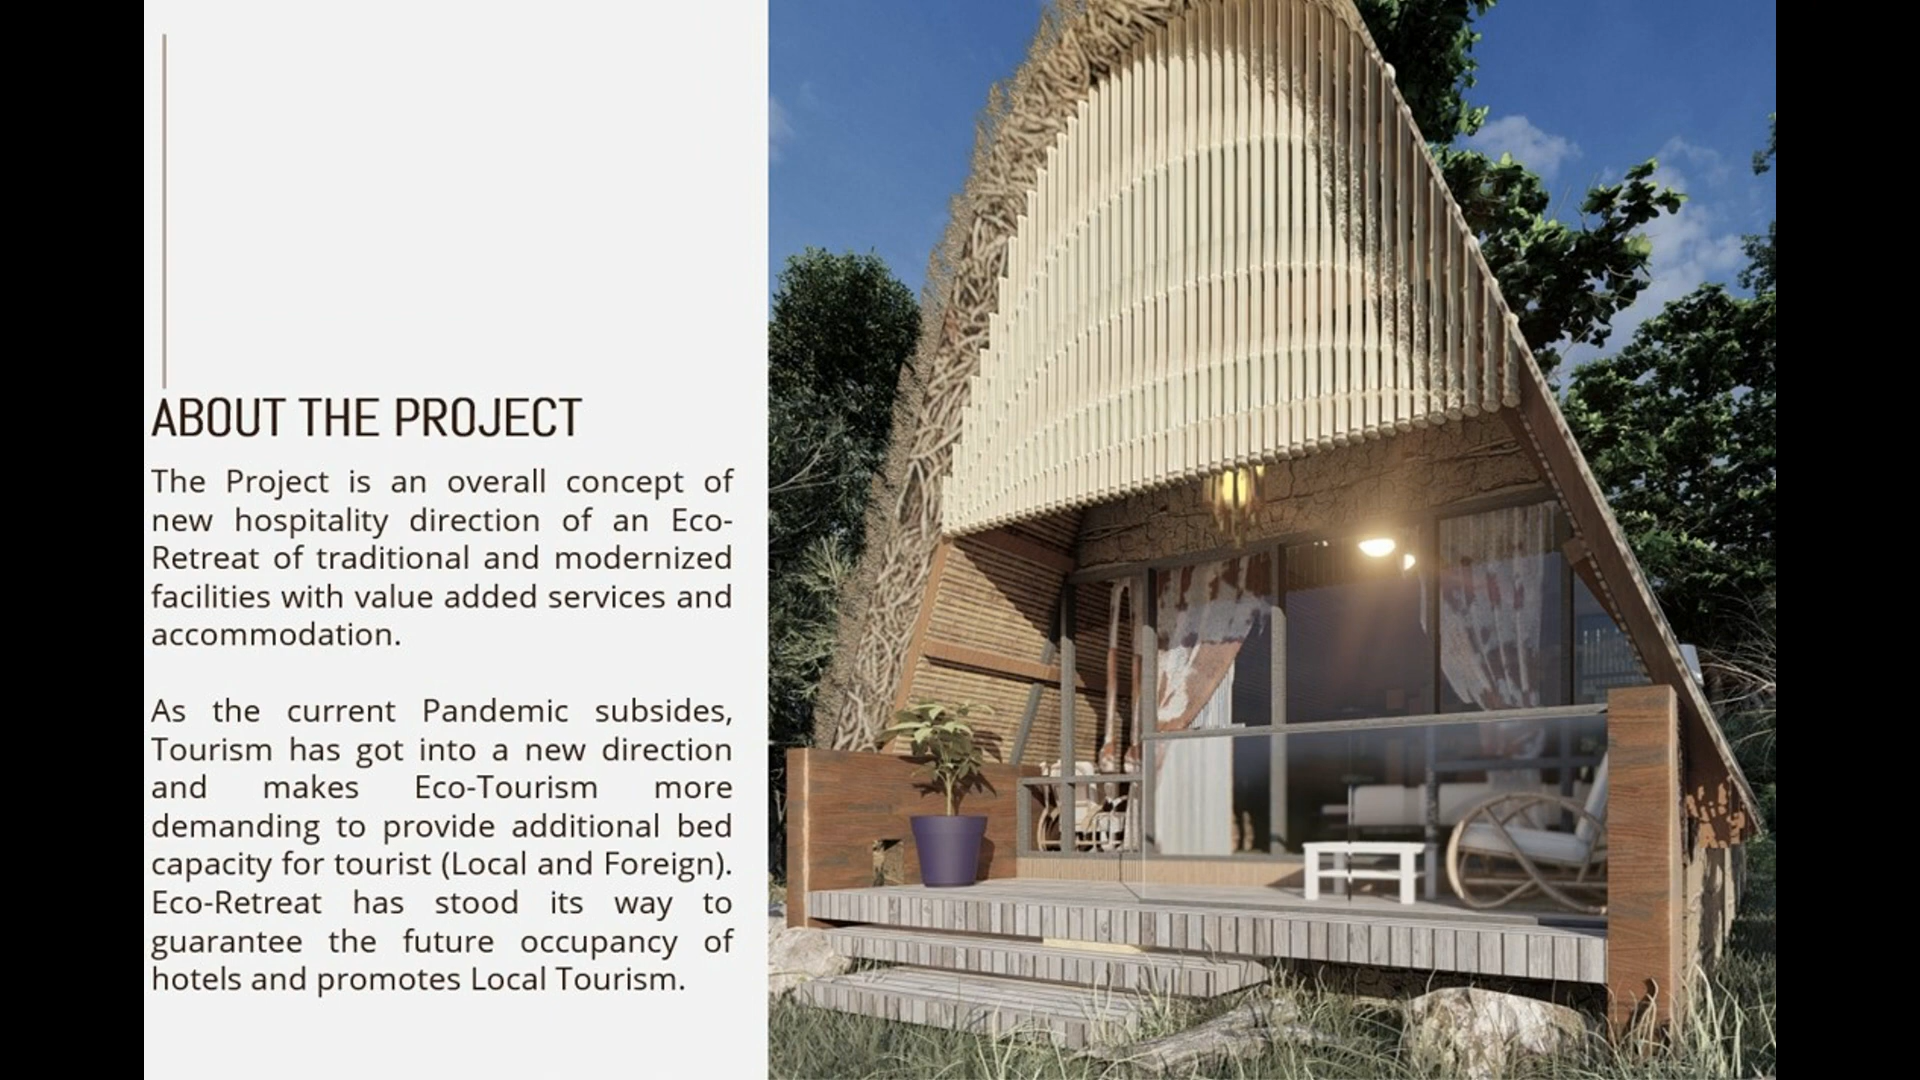 ABOUT THE PROJECT
The Project is an overall concept of
new hospitality direction of an Eco-
Retreat of traditional and modernized
facilities with value added services and
accommodation.
As the current Pandemic subsides,
Tourism has got into a new direction
and makes Eco-Tourism more
demanding to provide additional bed
capacity for tourist (Local and Foreign).
Eco-Retreat has stood its way to
guarantee the future occupancy of
hotels and promotes Local Tourism.